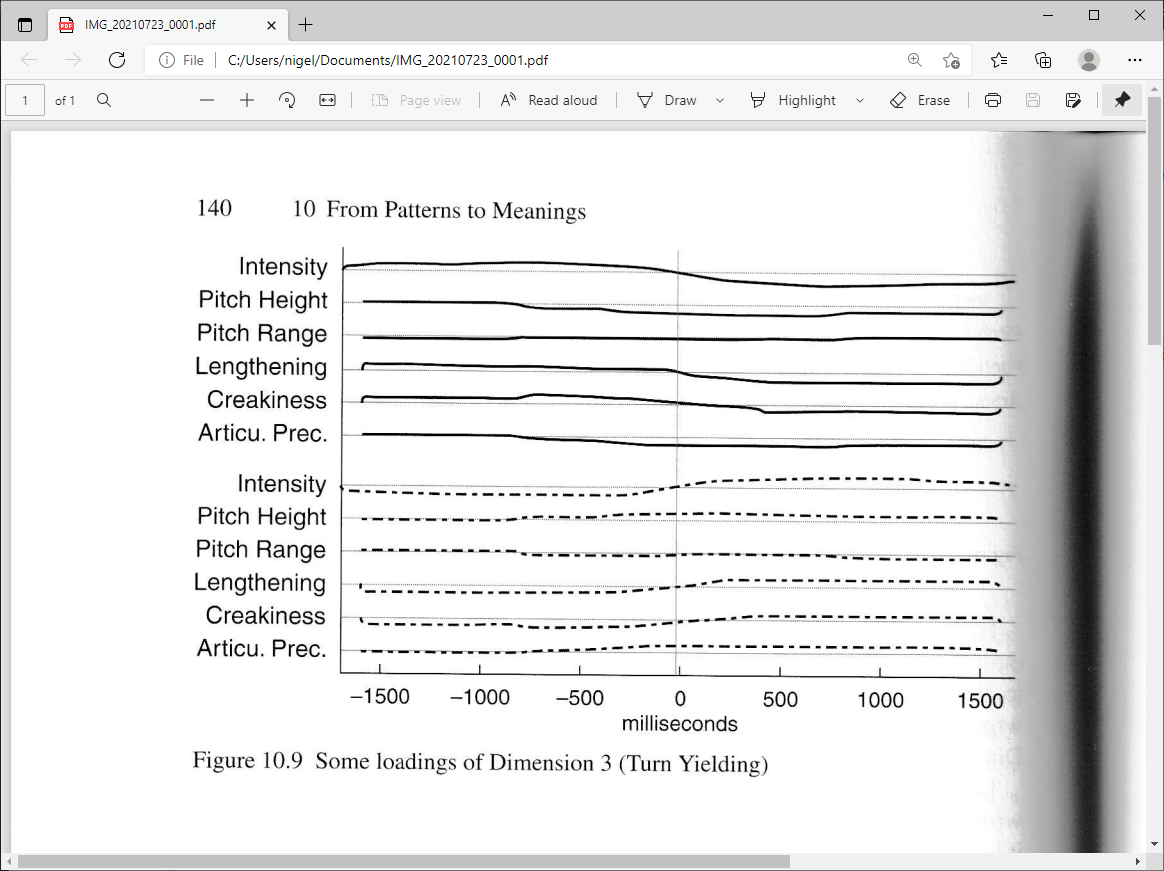 IMG_20210723_0001.pdf
File C:/Users/nigel/Documents/IMG_20210723_0001.pdf
1 of 1 Page view Read aloud Draw Highlight Erase
140 10 From Patterns to Meanings
Intensity
Pitch Height
Pitch Range
Lengthening
Creakiness
Articu. Prec.
Intensity
Pitch Height
Pitch Range
Lengthening
Creakiness
Articu. Prec.
−1500 −1000 −500 0 500 1000 1500
milliseconds
Figure 10.9 Some loadings of Dimension 3 (Turn Yielding)